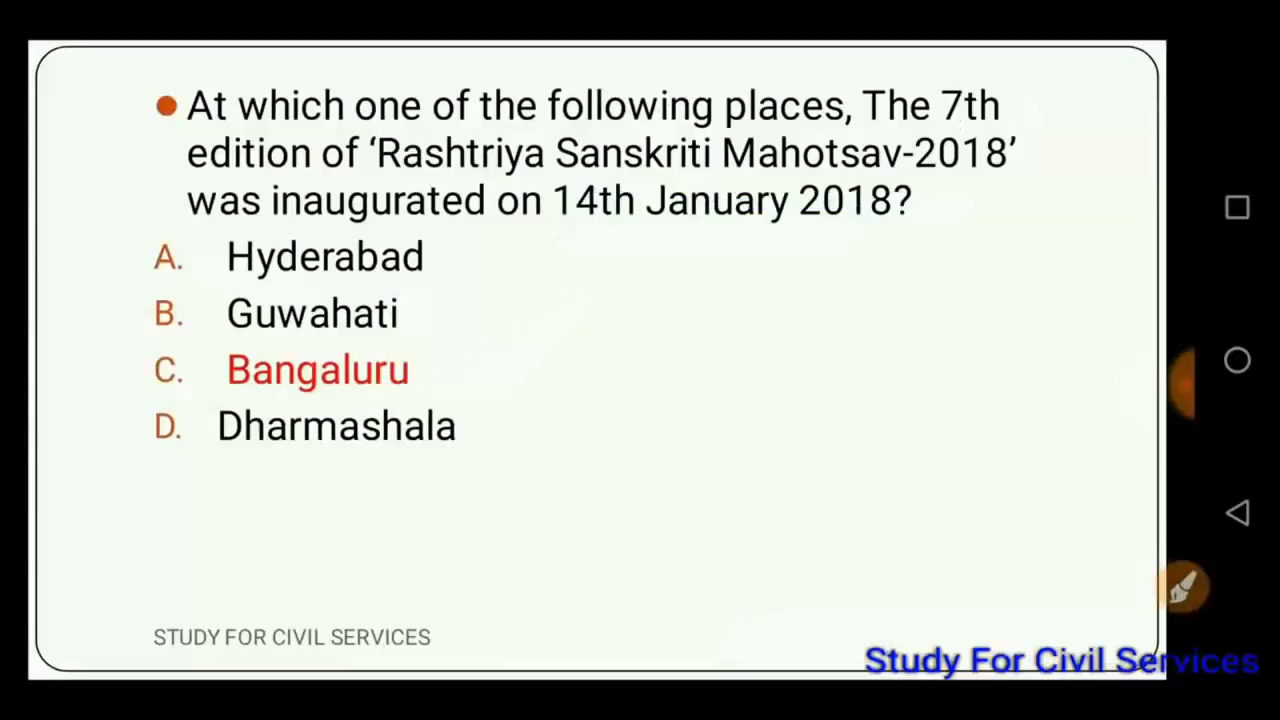 At which one of the following places, The 7th
edition of ‘Rashtriya Sanskriti Mahotsav-2018’
was inaugurated on 14th January 2018?
A. Hyderabad
B. Guwahati
C. Bangaluru
D. Dharmashala
STUDY FOR CIVIL SERVICES
Study For Civil Services